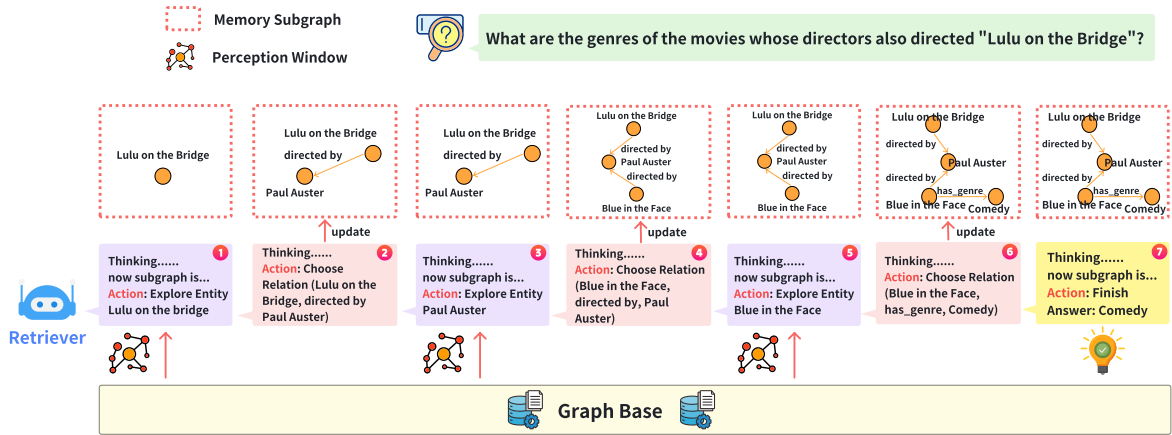 Memory Subgraph
Perception Window
What are the genres of the movies whose directors also directed "Lulu on the Bridge"?
Lulu on the Bridge
Lulu on the Bridge
directed by
Paul Auster
Lulu on the Bridge
directed by
Paul Auster
Lulu on the Bridge
directed by
Paul Auster
directed by
Blue in the Face
Lulu on the Bridge
directed by
Paul Auster
directed by
Blue in the Face
Lulu on the Bridge
directed by
Paul Auster
directed by
has_genre
Blue in the Face
Comedy
Lulu on the Bridge
directed by
Paul Auster
directed by
has_genre
Blue in the Face
Comedy
update
update
update
Retriever
1
Thinking......
now subgraph is...
Action: Explore Entity
Lulu on the bridge
2
Thinking......
Action: Choose
Relation (Lulu on the
Bridge, directed by
Paul Auster)
3
Thinking......
now subgraph is...
Action: Explore Entity
Paul Auster
4
Thinking......
Action: Choose Relation
(Blue in the Face,
directed by, Paul
Auster)
5
Thinking......
now subgraph is...
Action: Explore Entity
Blue in the Face
6
Thinking......
Action: Choose Relation
(Blue in the Face,
has_genre, Comedy)
7
Thinking......
now subgraph is...
Action: Finish
Answer: Comedy
Graph Base